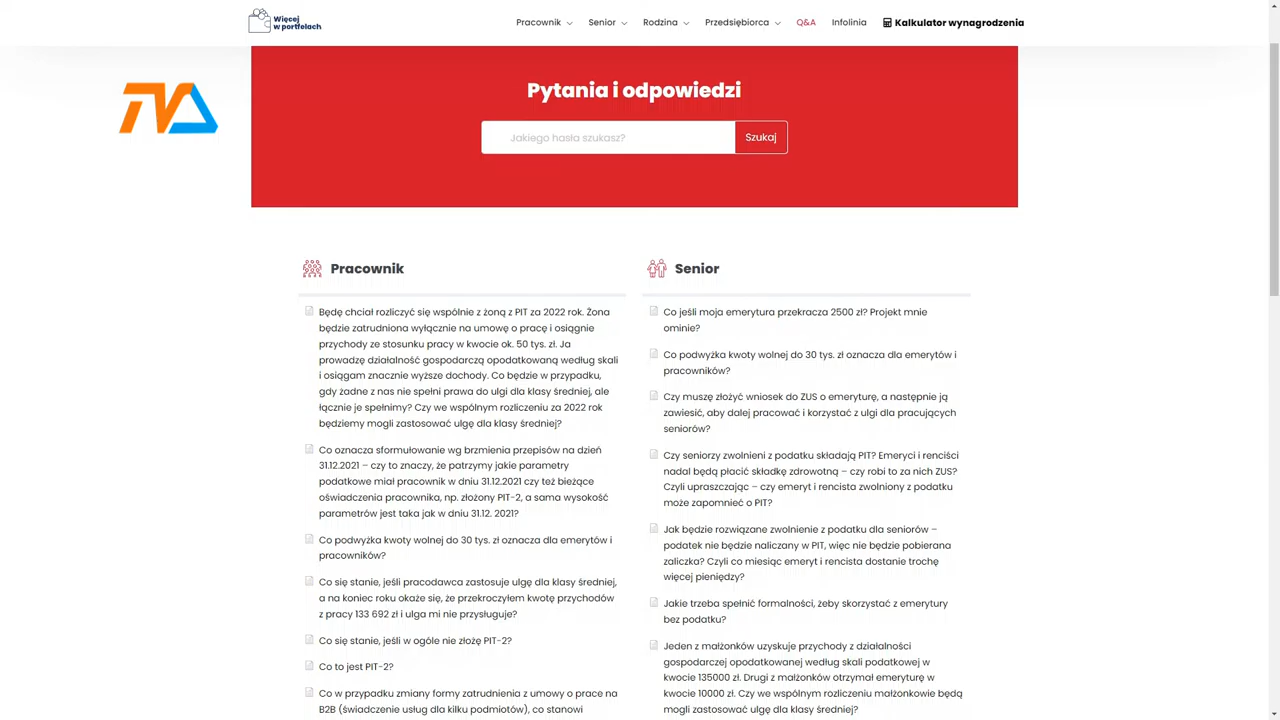 Więcej
w portfelach
Pracownik
Senior
Rodzina
Przedsiębiorca
Q&A
Infolinia
Kalkulator wynagrodzenia
Pytania i odpowiedzi
Jakiego hasła szukasz?
Szukaj
Pracownik
Będę chciał rozliczyć się wspólnie z żoną z PIT za 2022 rok. Żona
będzie zatrudniona wyłącznie na umowę o pracę i osiągnie
przychody ze stosunku pracy w kwocie ok. 50 tys. zł. Ja
prowadzę działalność gospodarczą opodatkowaną według skali
i osiągam znacznie wyższe dochody. Co będzie w przypadku,
gdy żadne z nas nie spełni prawa do ulgi dla klasy średniej, ale
łącznie je spełnimy? Czy we wspólnym rozliczeniu za 2022 rok
będziemy mogli zastosować ulgę dla klasy średniej?
Co oznacza sformułowanie wg brzmienia przepisów na dzień
31.12.2021 – czy to znaczy, że patrzymy jakie parametry
podatkowe miał pracownik w dniu 31.12.2021 czy też bieżące
oświadczenia pracownika, np. złożony PIT-2, a sama wysokość
parametrów jest taka jak w dniu 31.12. 2021?
Co podwyżka kwoty wolnej do 30 tys. zł oznacza dla emerytów i
pracowników?
Co się stanie, jeśli pracodawca zastosuje ulgę dla klasy średniej,
a na koniec roku okaże się, że przekroczyłem kwotę przychodów
z pracy 133 692 zł i ulga mi nie przysługuje?
Co się stanie, jeśli w ogóle nie złożę PIT-2?
Co to jest PIT-2?
Co w przypadku zmiany formy zatrudnienia z umowy o prace na
B2B (świadczenie usług dla kilku podmiotów), co stanowi
Senior
Co jeśli moja emerytura przekracza 2500 zł? Projekt mnie
ominie?
Co podwyżka kwoty wolnej do 30 tys. zł oznacza dla emerytów i
pracowników?
Czy muszę złożyć wniosek do ZUS o emeryturę, a następnie ją
zawiesić, aby dalej pracować i korzystać z ulgi dla pracujących
seniorów?
Czy seniorzy zwolnieni z podatku składają PIT? Emeryci i renciści
nadal będą płacić składkę zdrowotną – czy robi to za nich ZUS?
Czyli upraszczając – czy emeryt i rencista zwolniony z podatku
może zapomnieć o PIT?
Jak będzie rozwiązane zwolnienie z podatku dla seniorów –
podatek nie będzie naliczany w PIT, więc nie będzie pobierana
zaliczka? Czyli co miesiąc emeryt i rencista dostanie trochę
więcej pieniędzy?
Jakie trzeba spełnić formalności, żeby skorzystać z emerytury
bez podatku?
Jeden z małżonków uzyskuje przychody z działalności
gospodarczej opodatkowanej według skali podatkowej w
kwocie 135000 zł. Drugi z małżonków otrzymał emeryturę w
kwocie 10000 zł. Czy we wspólnym rozliczeniu małżonkowie będą
mogli zastosować ulgę dla klasy średniej?